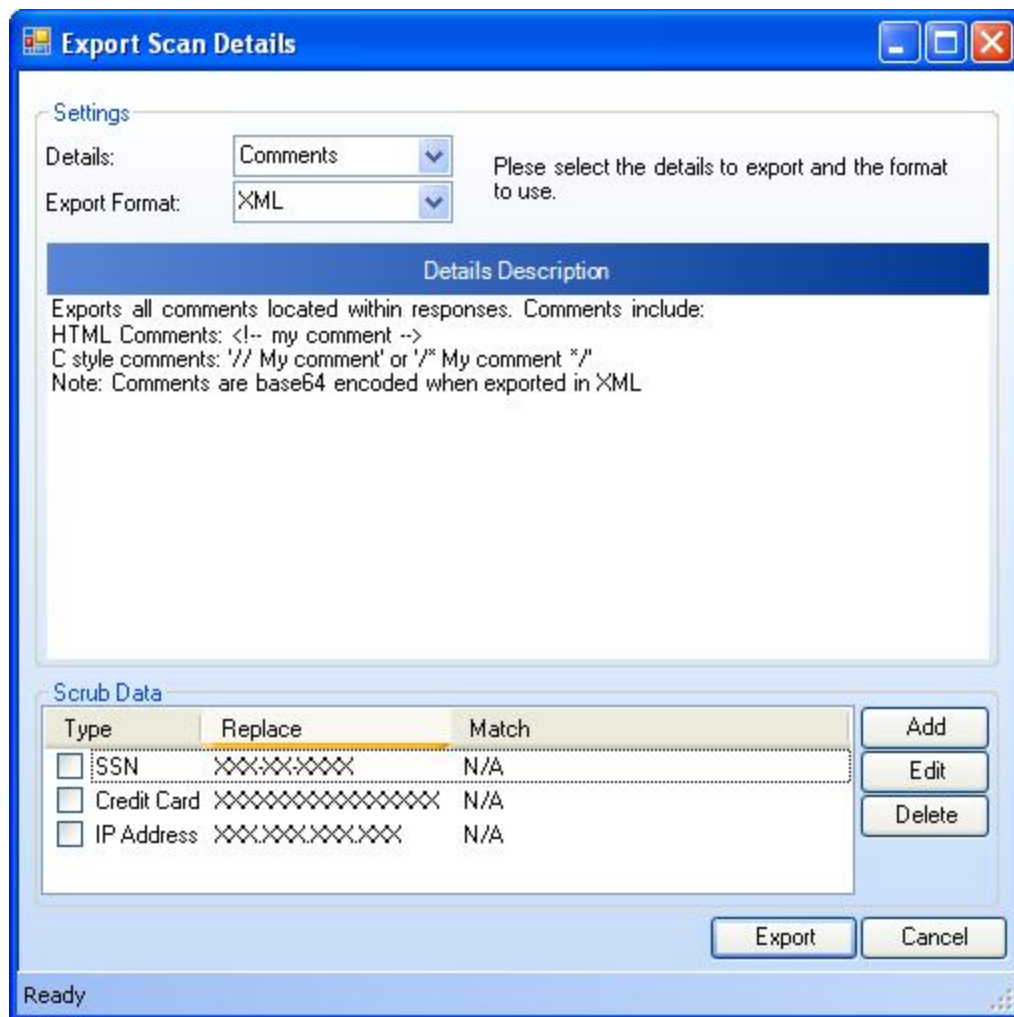 Export Scan Details
Settings
Details:
Comments
Plese select the details to export and the format
to use.
Export Format:
XML
Details Description
Exports all comments located within responses. Comments include:
HTML Comments: <!-- my comment -->
C style comments: '// My comment' or '/* My comment */'
Note: Comments are base64 encoded when exported in XML
Scrub Data
Type Replace Match
SSN XXX-XX-XXXX N/A
Credit Card XXXXXXXXXXXXXXXX N/A
IP Address XXX.XXX.XXX.XXX N/A
Add
Edit
Delete
Export Cancel
Ready